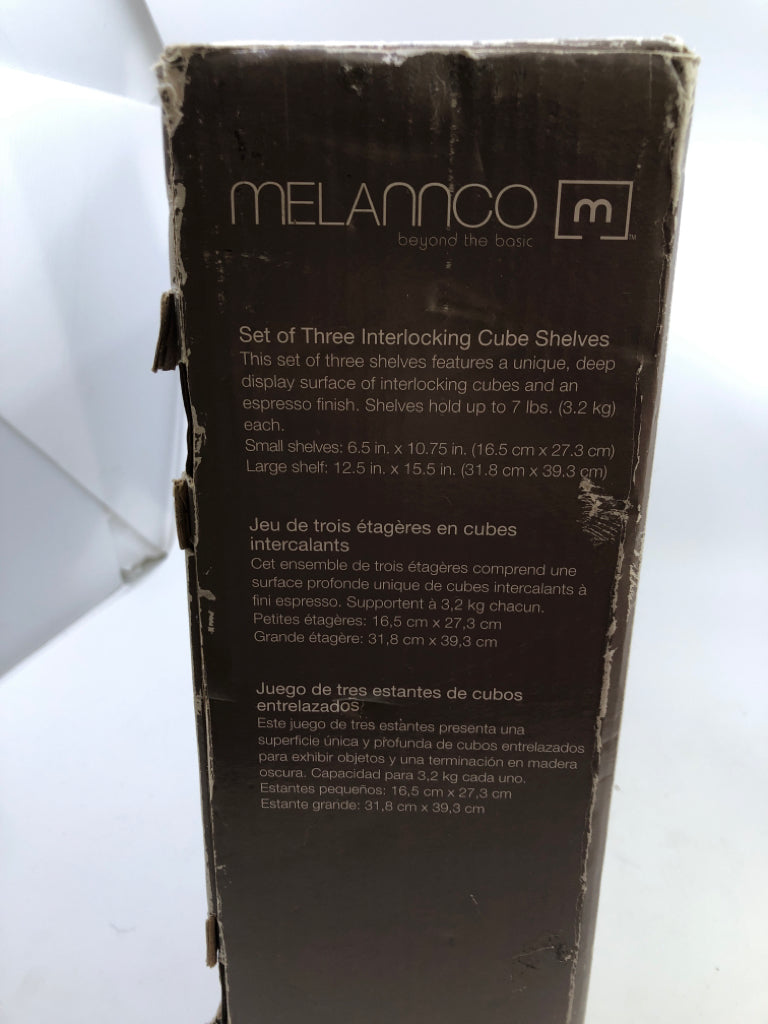 MELANNCO m
beyond the basic ™
Set of Three Interlocking Cube Shelves
This set of three shelves features a unique, deep
display surface of interlocking cubes and an
espresso finish. Shelves hold up to 7 lbs. (3.2 kg)
each.
Small shelves: 6.5 in. x 10.75 in. (16.5 cm x 27.3 cm)
Large shelf: 12.5 in. x 15.5 in. (31.8 cm x 39.3 cm)
Jeu de trois étagères en cubes
intercalants
Cet ensemble de trois étagères comprend une
surface profonde unique de cubes intercalants à
fini espresso. Supportent à 3,2 kg chacun.
Petites étagères: 16,5 cm x 27,3 cm
Grande étagère: 31,8 cm x 39,3 cm
Juego de tres estantes de cubos
entrelazados
Este juego de tres estantes presenta una
superficie única y profunda de cubos entrelazados
para exhibir objetos y una terminación en madera
oscura. Capacidad para 3,2 kg cada uno.
Estantes pequeños: 16,5 cm x 27,3 cm
Estante grande: 31,8 cm x 39,3 cm